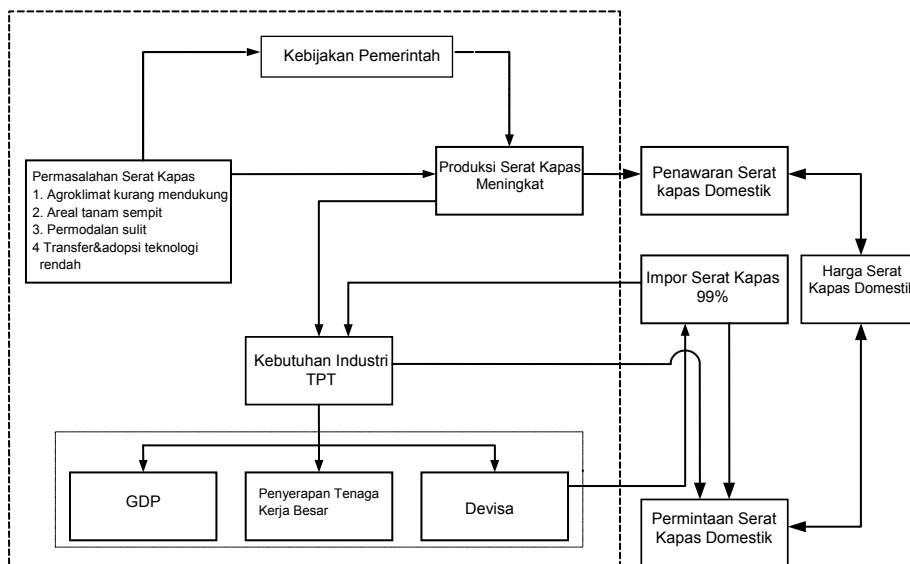 Kebijakan Pemerintah
Permasalahan Serat Kapas
1. Agroklimat kurang mendukung
2. Areal tanam sempit
3. Permodalan sulit
4 Transfer&adopsi teknologi
rendah
Produksi Serat Kapas
Meningkat
Penawaran Serat
kapas Domestik
Impor Serat Kapas
99%
Harga Serat
Kapas Domestik
Kebutuhan Industri
TPT
GDP
Penyerapan Tenaga
Kerja Besar
Devisa
Permintaan Serat
Kapas Domestik